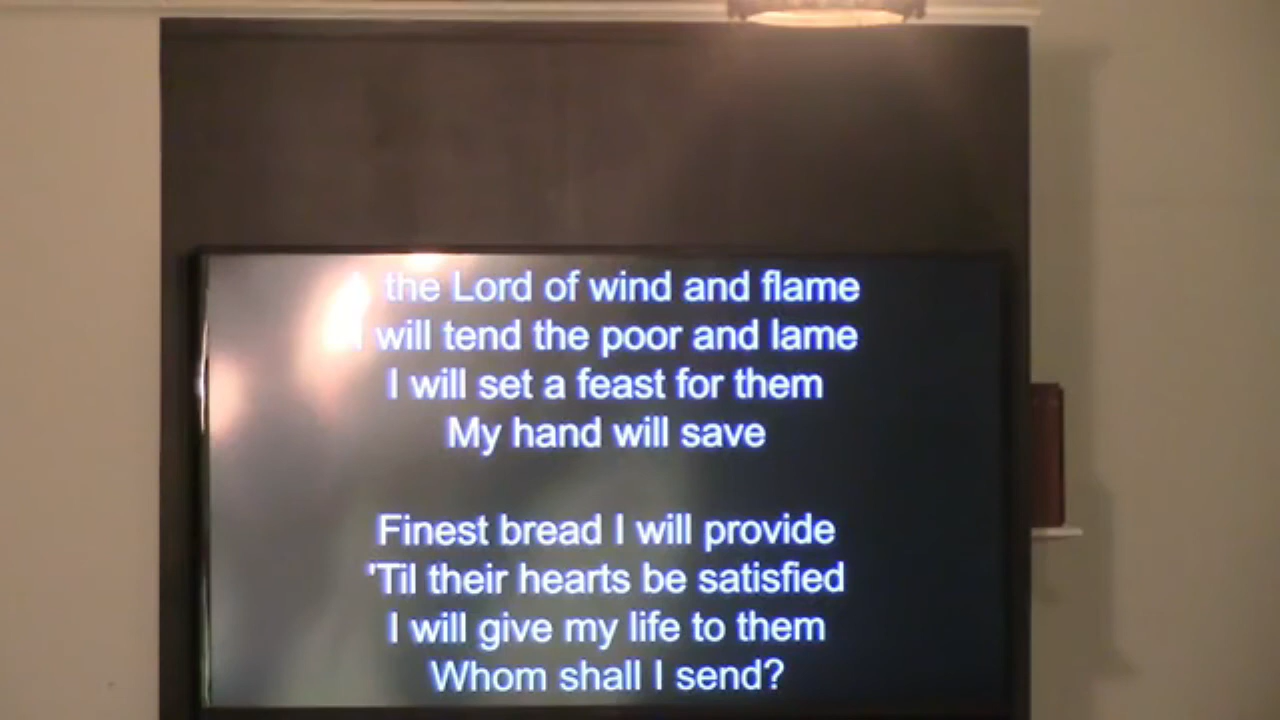 the Lord of wind and flame
I will tend the poor and lame
I will set a feast for them
My hand will save
Finest bread I will provide
'Til their hearts be satisfied
I will give my life to them
Whom shall I send?